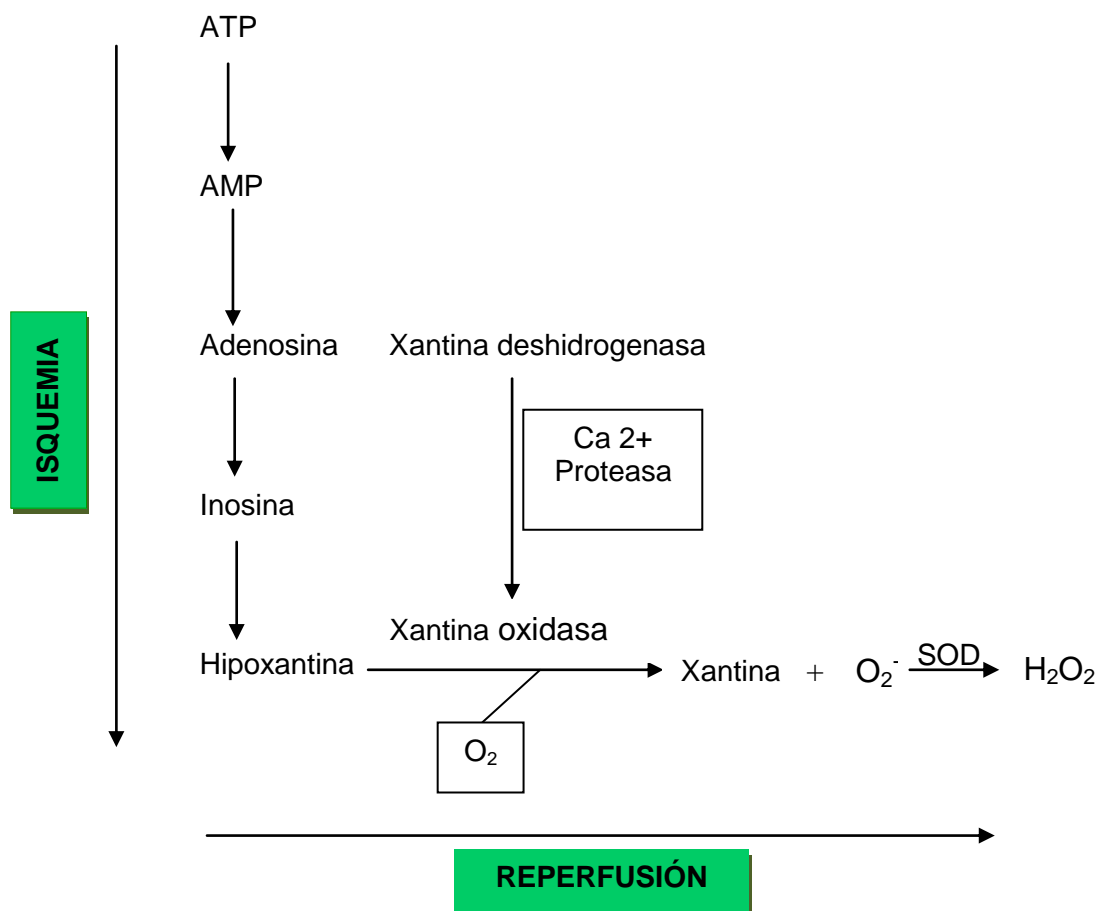 ATP
AMP
ISQUEMIA
Adenosina Xantina deshidrogenasa
Ca 2+
Proteasa
Inosina
Xantina oxidasa
Hipoxantina Xantina + O₂⁻ SOD H₂O₂
O₂
REPERFUSIÓN